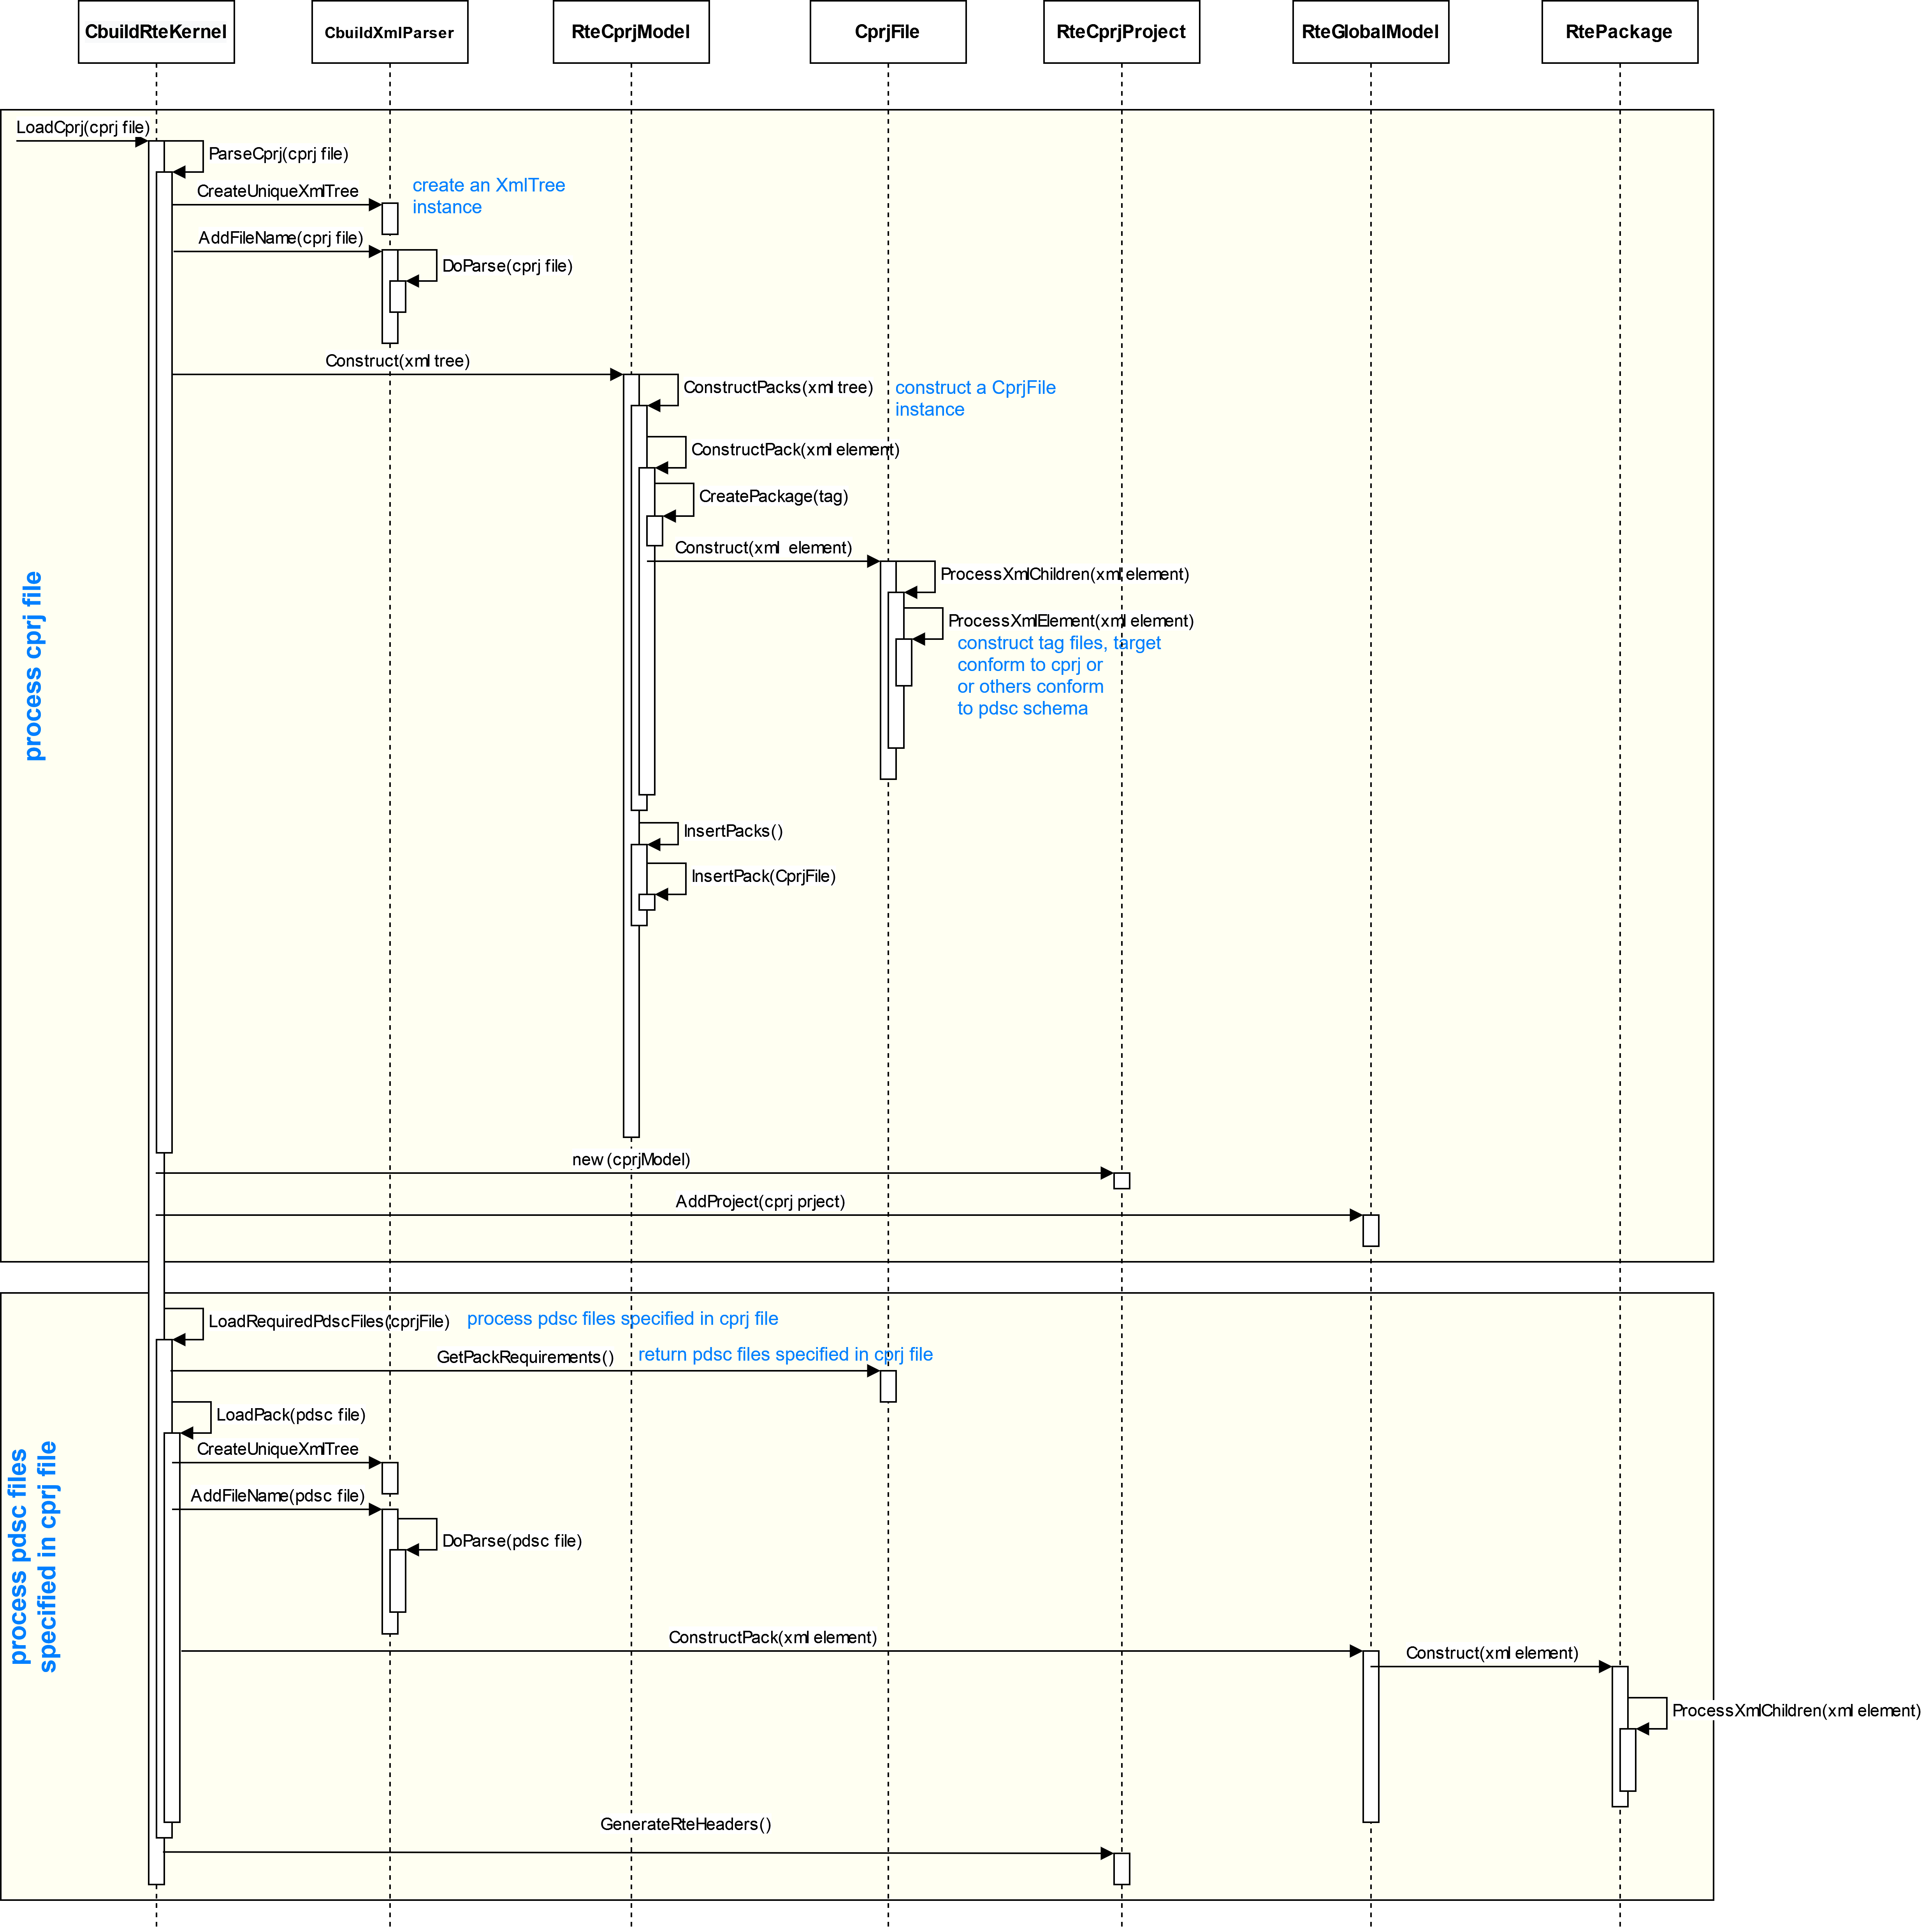 CbuildRteKernel
CbuildXmlParser
RteCprjModel
CprjFile
RteCprjProject
RteGlobalModel
RtePackage
LoadCprj(cprj file)
ParseCprj(cprj file)
CreateUniqueXmlTree
create an XmlTree
instance
AddFileName(cprj file)
DoParse(cprj file)
Construct(xml tree)
ConstructPacks(xml tree)
construct a CprjFile
instance
ConstructPack(xml element)
CreatePackage(tag)
Construct(xml element)
ProcessXmlChildren(xml element)
ProcessXmlElement(xml element)
construct tag files, target
conform to cprj or
or others conform
to pdsc schema
process cprj file
InsertPacks()
InsertPack(CprjFile)
new (cprjModel)
AddProject(cprj prject)
LoadRequiredPdscFiles(cprjFile)
process pdsc files specified in cprj file
GetPackRequirements()
return pdsc files specified in cprj file
LoadPack(pdsc file)
CreateUniqueXmlTree
AddFileName(pdsc file)
DoParse(pdsc file)
process pdsc files
specified in cprj file
ConstructPack(xml element)
Construct(xml element)
ProcessXmlChildren(xml element)
GenerateRteHeaders()